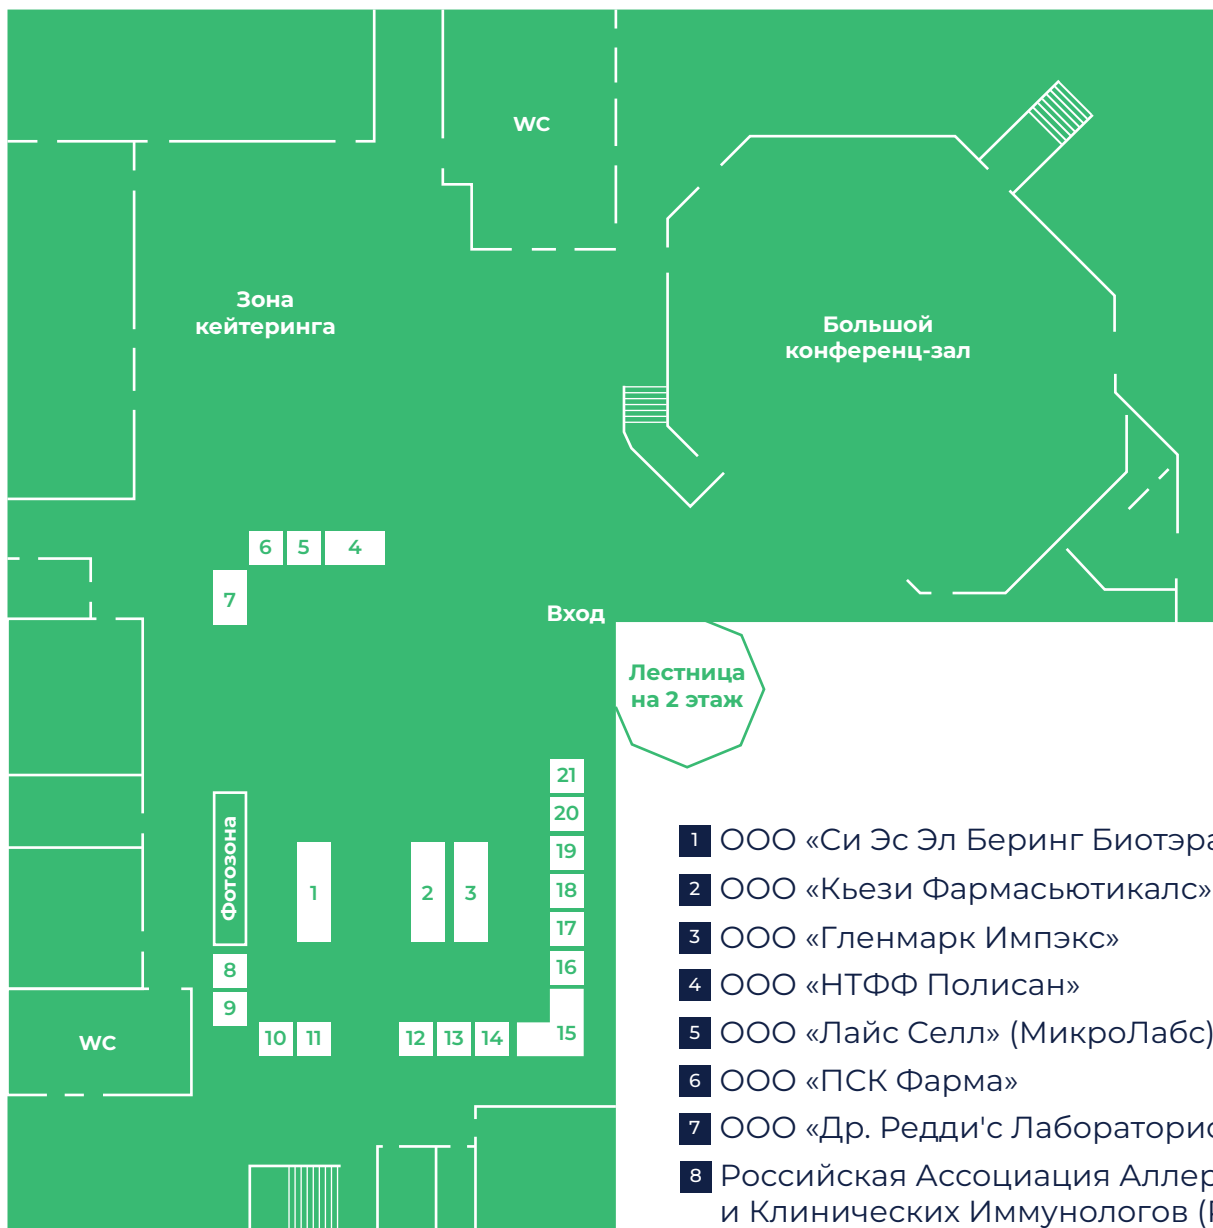 WC
Зона
кейтеринга
Большой
конференц-зал
6
5
4
7
Вход
Лестница
на 2 этаж
21
20
19
18
17
16
15
Фотозона
1
2
3
8
9
10
11
12
13
14
WC
1 ООО «Си Эс Эл Беринг
2 ООО «Кьези Фармасьютикалс»
3 ООО «Гленмарк Импэкс»
4 ООО «НТФФ Полисан»
5 ООО «Лайс Селл» (МикроЛабс)
6 ООО «ПСК Фарма»
7 ООО «Др. Редди'с
8 Российская Ассоциация
и Клинических Иммунологов